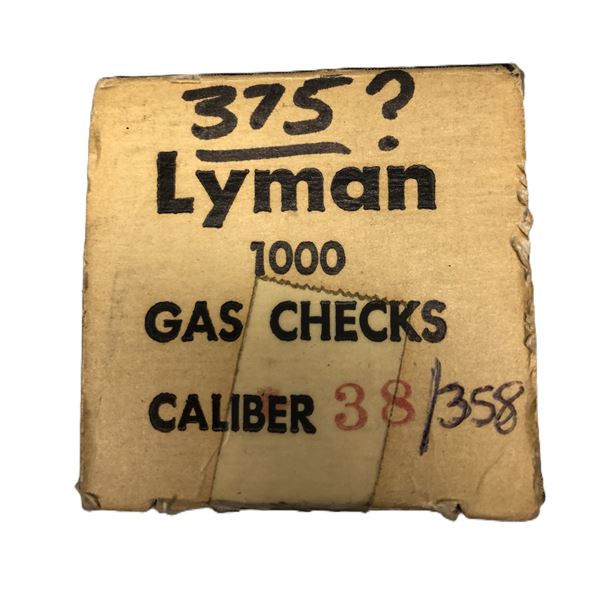 375?
Lyman
1000
GAS CHECKS
CALIBER 38/358